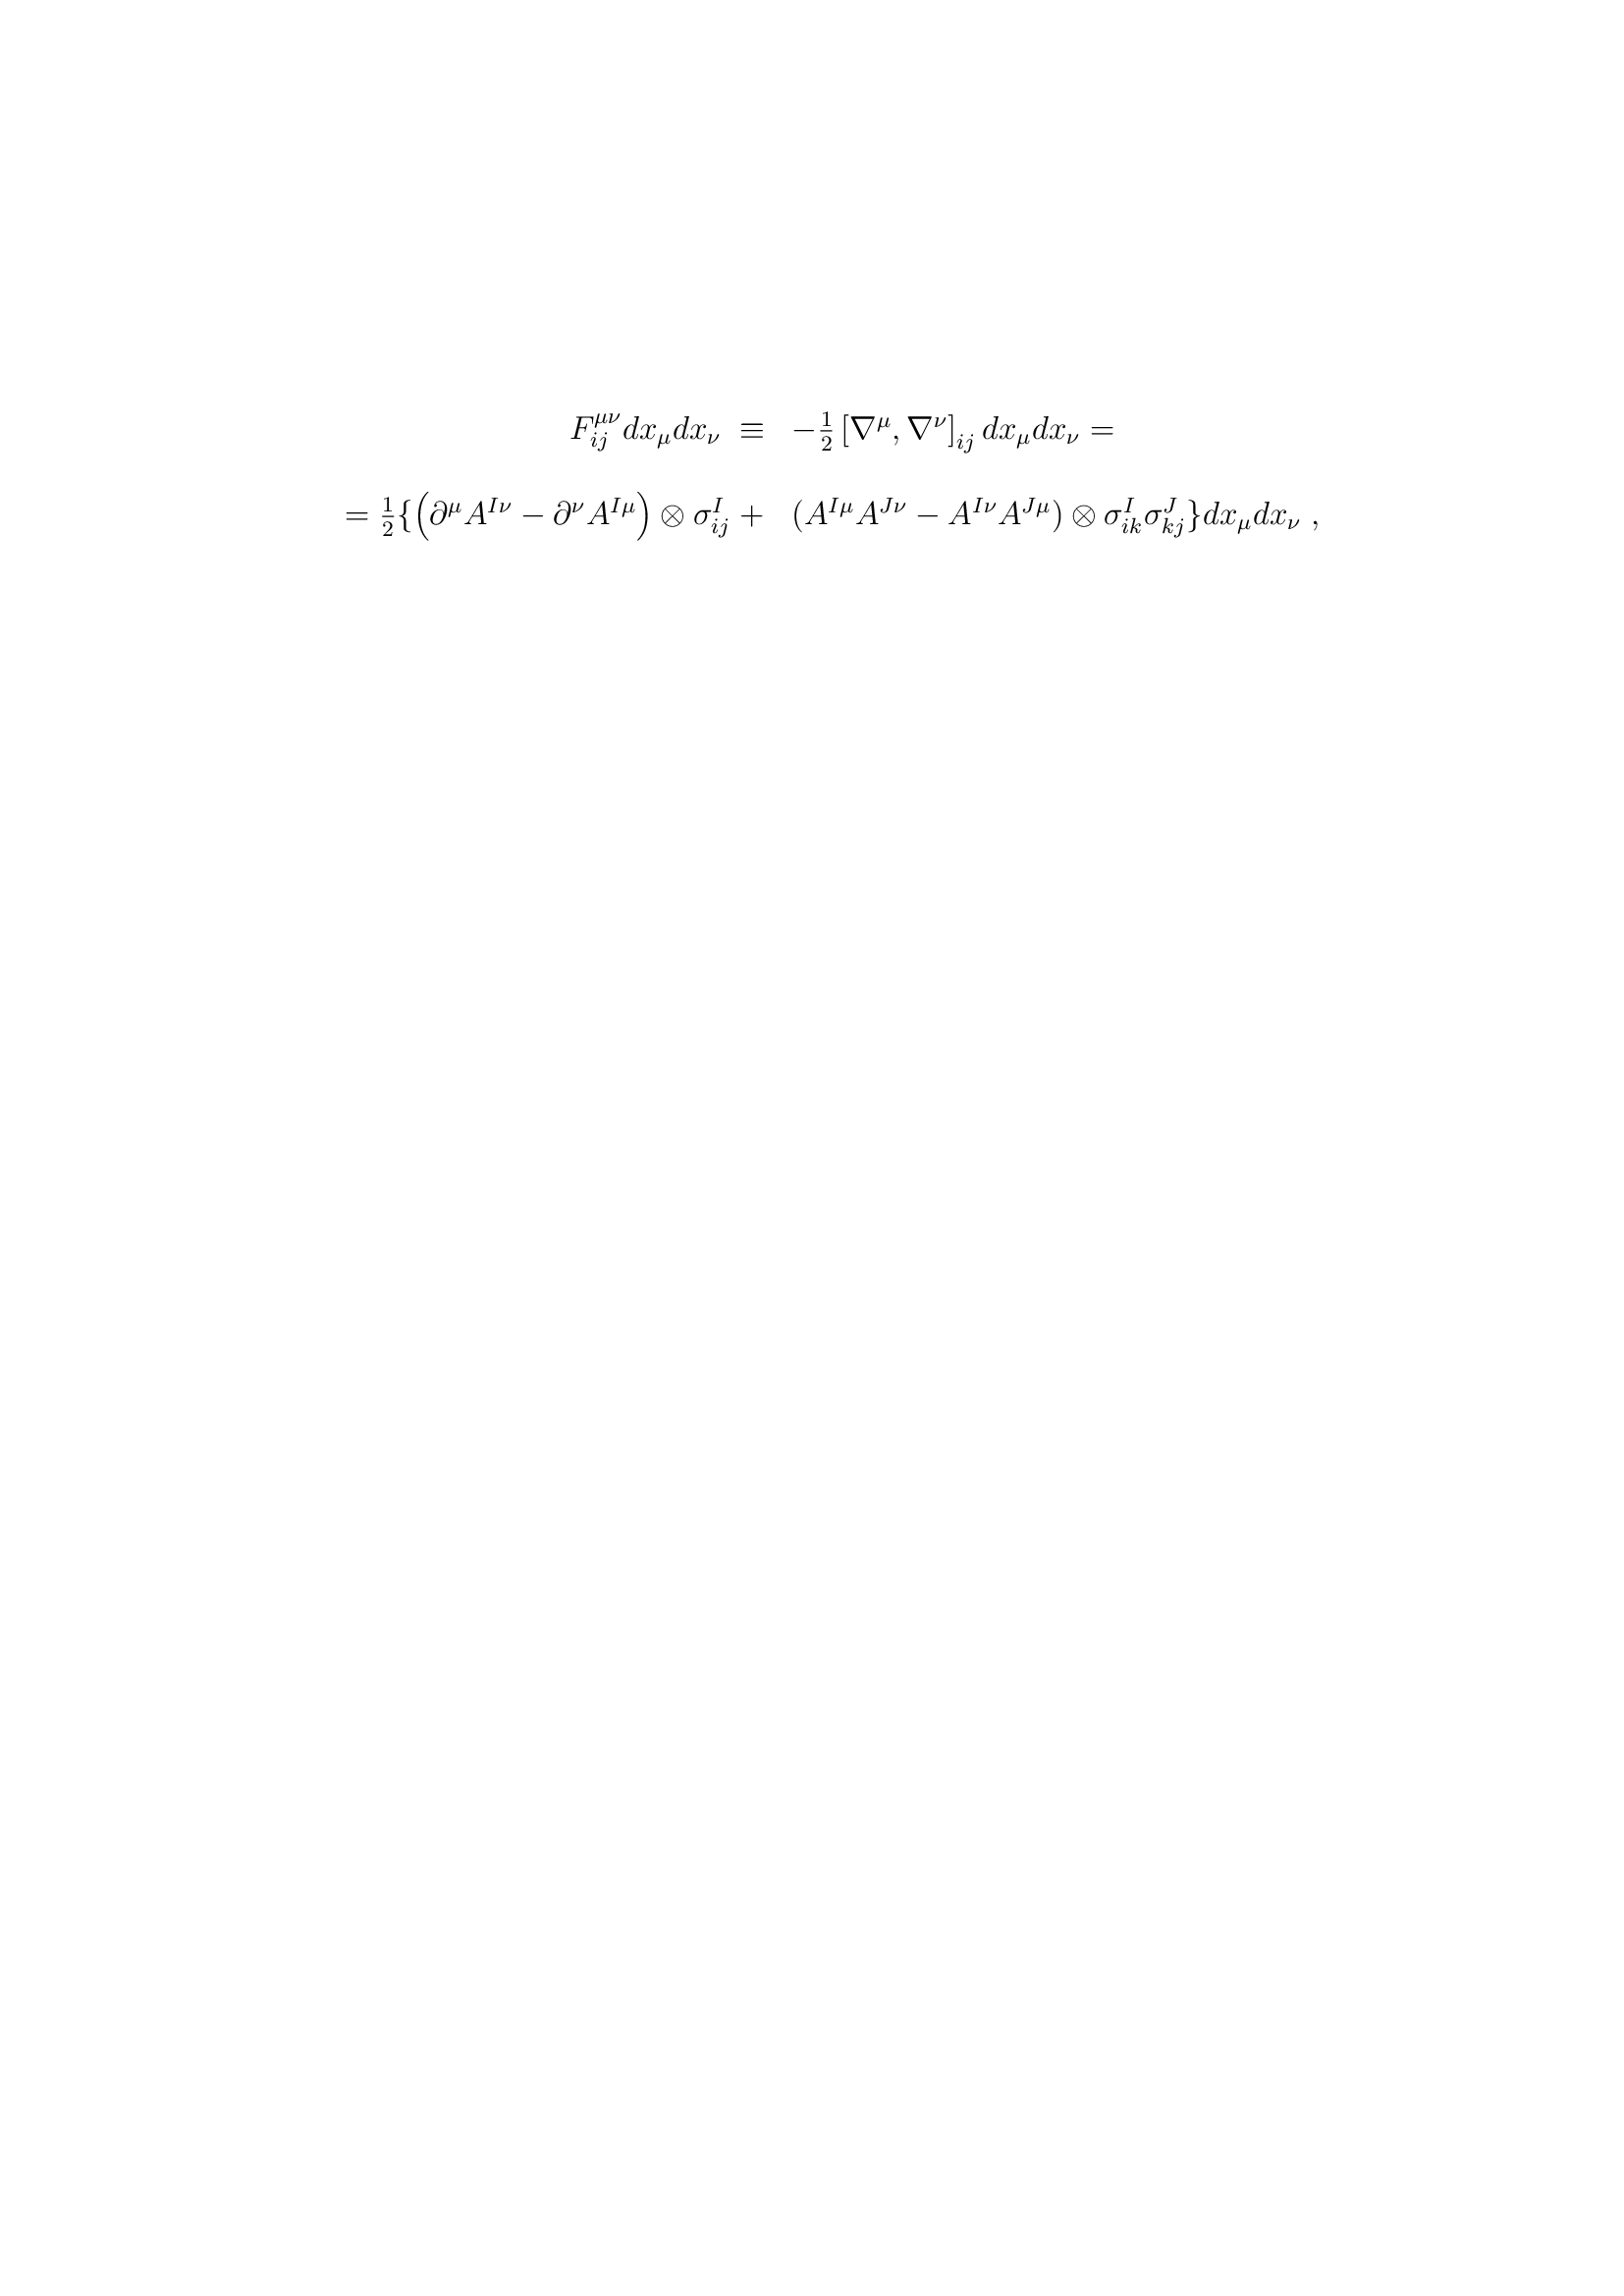 $F_{ij}^{\mu\nu} dx_\mu dx_\nu \equiv -\frac{1}{2} \left[\nabla^\mu, \nabla^\nu\right]_{ij} dx_\mu dx_\nu =$
$= \frac{1}{2} \{ \left( \partial^\mu A^{I\nu} - \partial^\nu A^{I\mu} \right) \otimes \sigma_{ij}^I + (A^{I\mu} A^{J\nu} - A^{I\nu} A^{J\mu}) \otimes \sigma_{ik}^I \sigma_{kj}^J \} dx_\mu dx_\nu \ ,$